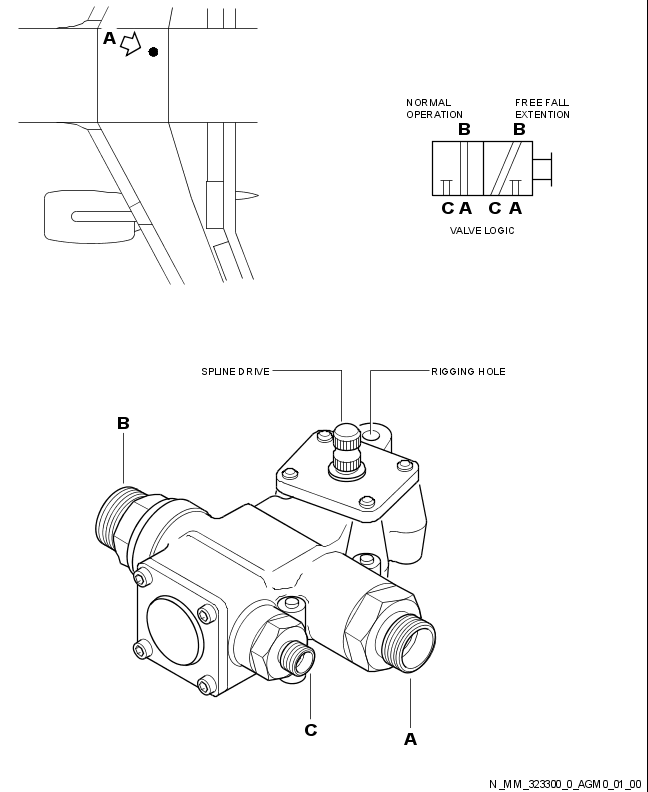 A
NORMAL
OPERATION
FREE FALL
EXTENTION
B B
C A C A
VALVE LOGIC
SPLINE DRIVE
RIGGING HOLE
B
C
A
N_MM_323300_0_AGM0_01_00